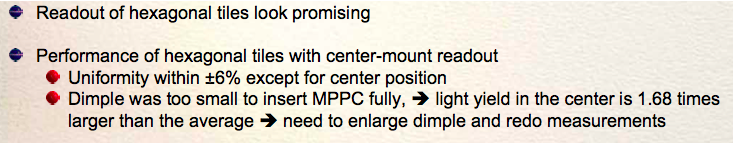 Readout of hexagonal tiles look promising
Performance of hexagonal tiles with center-mount readout
Uniformity within ±6% except for center position
Dimple was too small to insert MPPC fully, ➔ light yield in the center is 1.68 times
larger than the average ➔ need to enlarge dimple and redo measurements